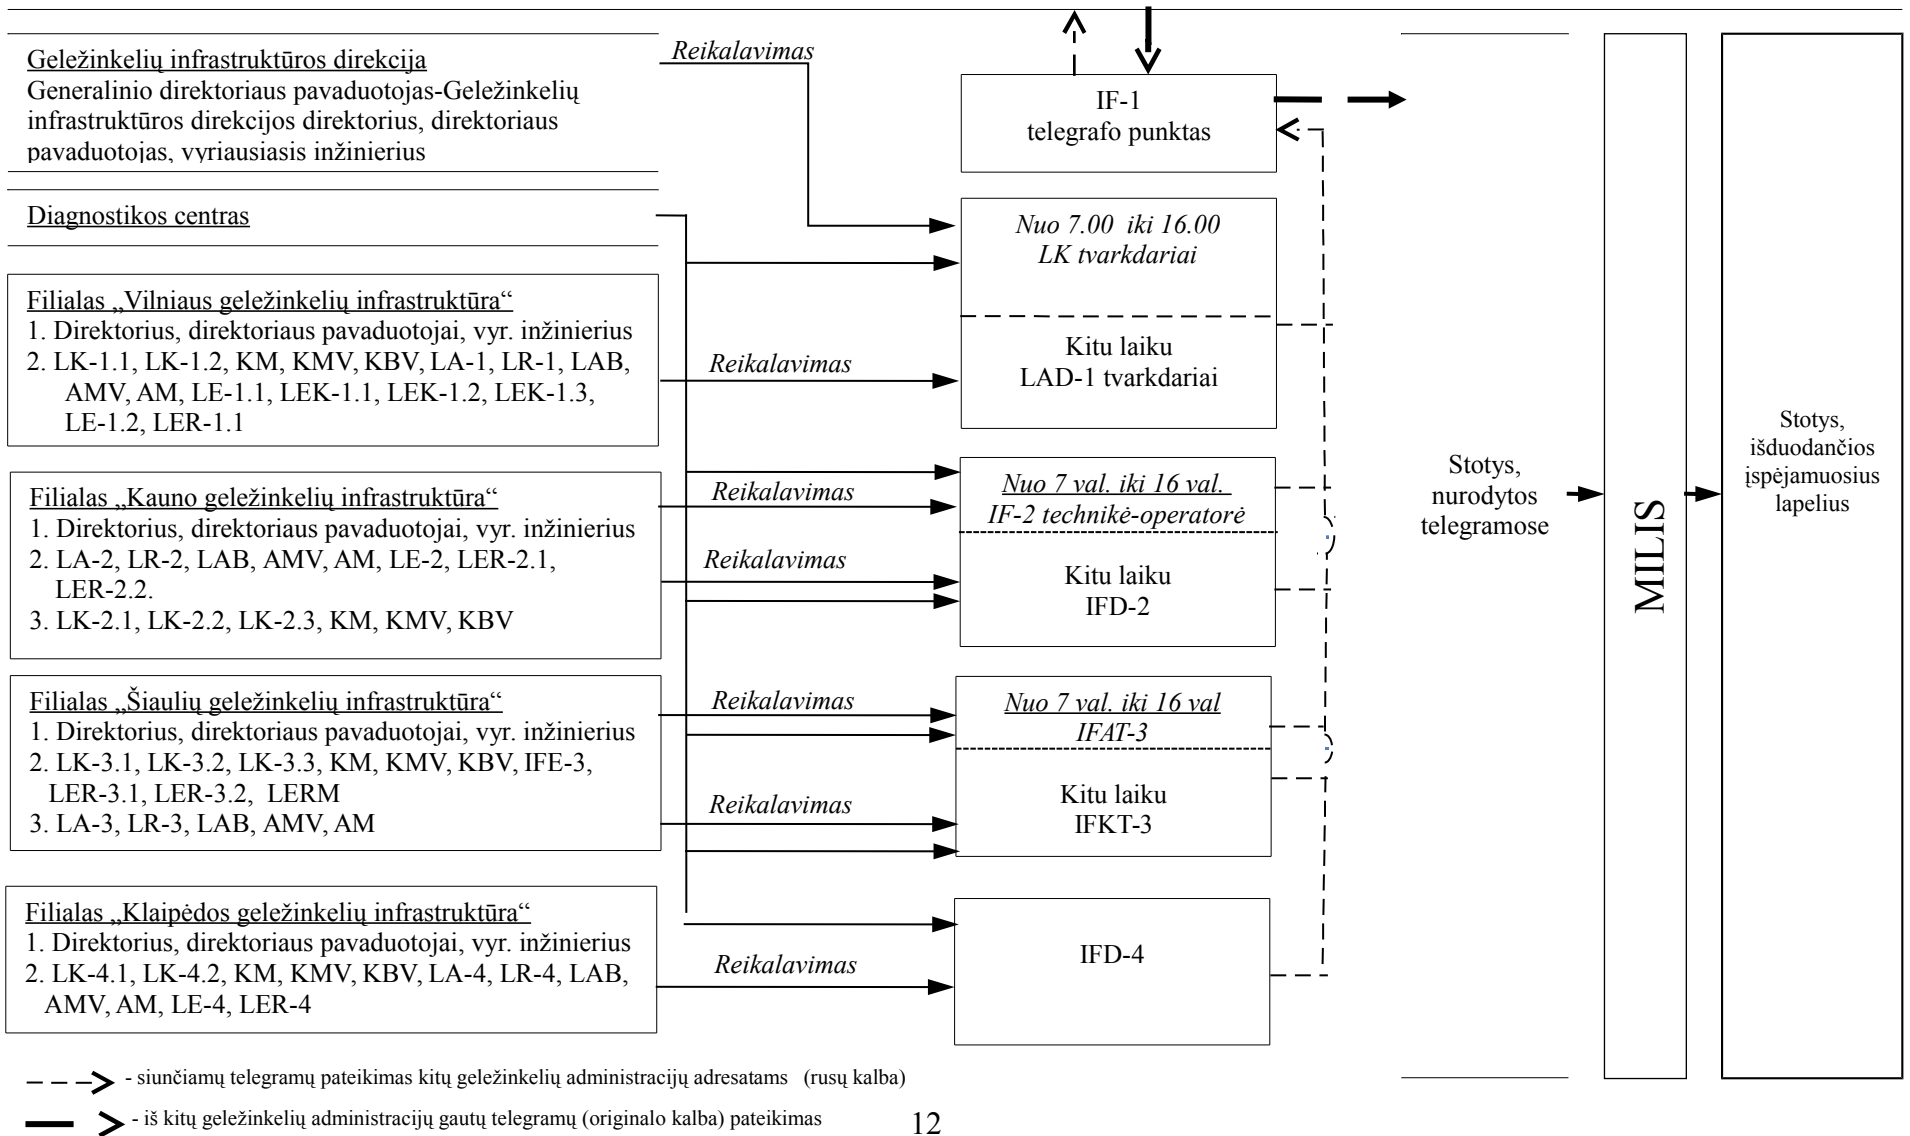 Geležinkelių infrastruktūros direkcija
Generalinio direktoriaus pavaduotojas-Geležinkelių
infrastruktūros direkcijos direktorius, direktoriaus
pavaduotojas, vyriausiasis inžinierius
Reikalavimas
IF-1
telegrafo punktas
Diagnostikos centras
Nuo 7.00 iki 16.00
LK tvarkdariai
Kitu laiku
LAD-1 tvarkdariai
Filialas „Vilniaus geležinkelių infrastruktūra“
1. Direktorius, direktoriaus pavaduotojai, vyr. inžinierius
2. LK-1.1, LK-1.2, KM, KMV, KBV, LA-1, LR-1, LAB,
AMV, AM, LE-1.1, LEK-1.1, LEK-1.2, LEK-1.3,
LE-1.2, LER-1.1
Reikalavimas
Filialas „Kauno geležinkelių infrastruktūra“
1. Direktorius, direktoriaus pavaduotojai, vyr. inžinierius
2. LA-2, LR-2, LAB, AMV, AM, LE-2, LER-2.1,
LER-2.2.
3. LK-2.1, LK-2.2, LK-2.3, KM, KMV, KBV
Reikalavimas
Reikalavimas
Nuo 7 val. iki 16 val.
IF-2 technikė-operatorė
Kitu laiku
IFD-2
Filialas „Šiaulių geležinkelių infrastruktūra“
1. Direktorius, direktoriaus pavaduotojai, vyr. inžinierius
2. LK-3.1, LK-3.2, LK-3.3, KM, KMV, KBV, IFE-3,
LER-3.1, LER-3.2, LERM
3. LA-3, LR-3, LAB, AMV, AM
Reikalavimas
Reikalavimas
Nuo 7 val. iki 16 val
IFAT-3
Kitu laiku
IFKT-3
Filialas „Klaipėdos geležinkelių infrastruktūra“
1. Direktorius, direktoriaus pavaduotojai, vyr. inžinierius
2. LK-4.1, LK-4.2, KM, KMV, KBV, LA-4, LR-4, LAB,
AMV, AM, LE-4, LER-4
Reikalavimas
IFD-4
Stotys,
nurodytos
telegramose
MILIS
Stotys,
išduodančios
įspėjamuosius
lapelius
- siunčiamų telegramų pateikimas kitų geležinkelių administracijų adresatams (rusų kalba)
- iš kitų geležinkelių administracijų gautų telegramų (originalo kalba) pateikimas
12